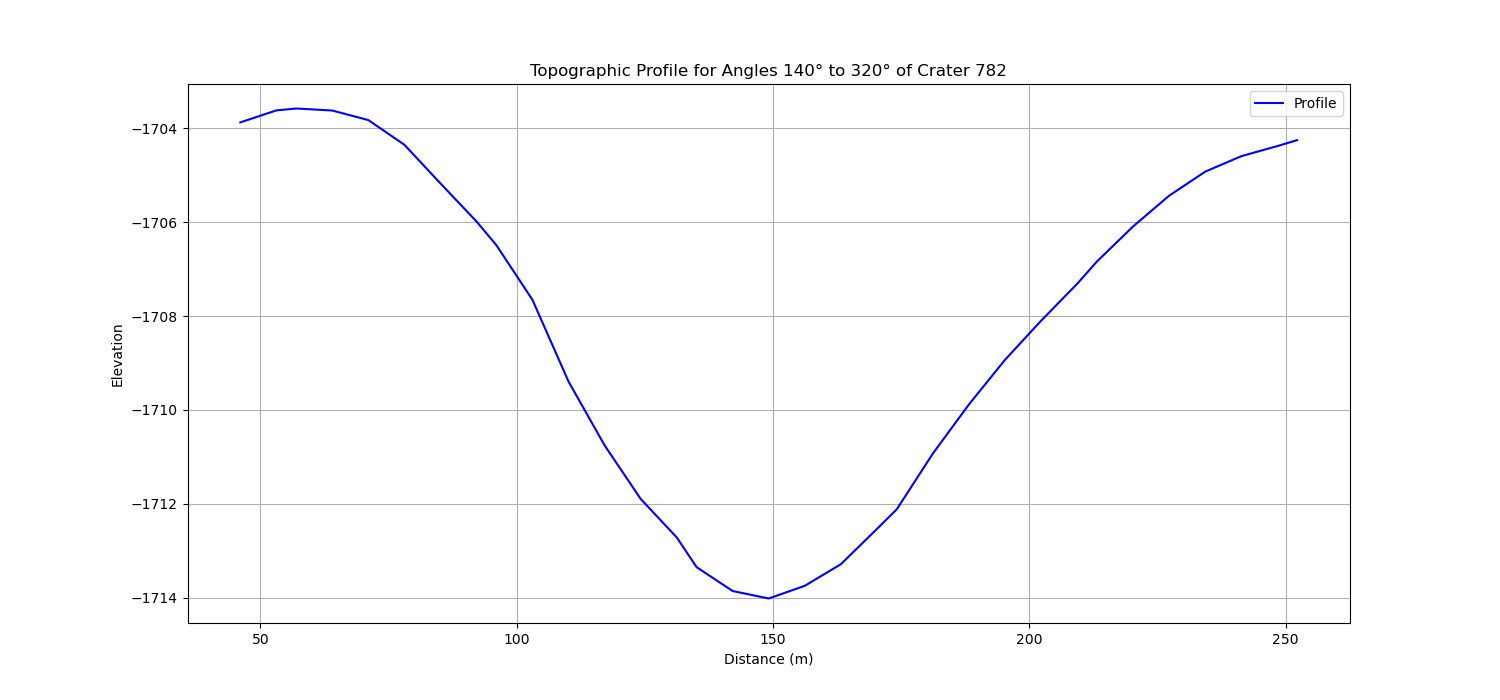 Topographic Profile for Angles 140° to 320° of Crater 782
Profile
−1704
−1706
−1708
−1710
−1712
−1714
Elevation
50
100
150
200
250
Distance (m)